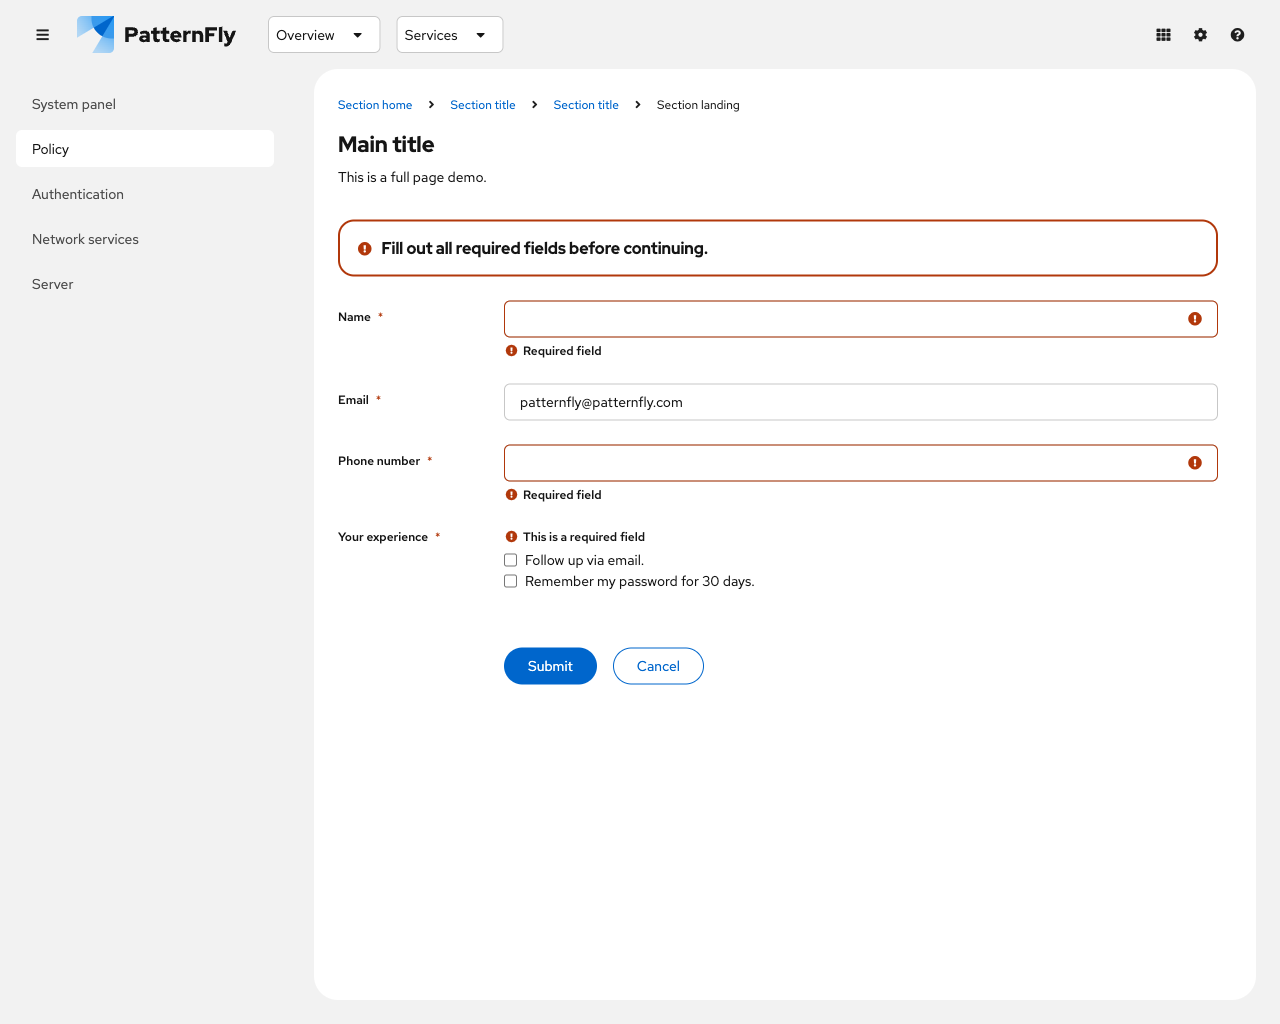 PatternFly
Overview
Services
System panel
Policy
Authentication
Network services
Server
Section home
Section title
Section title
Section landing
Main title
This is a full page demo.
Fill out all required fields before continuing.
Name *
Required field
Email *
patternfly@patternfly.com
Phone number *
Required field
Your experience *
This is a required field
Follow up via email.
Remember my password for 30 days.
Submit
Cancel